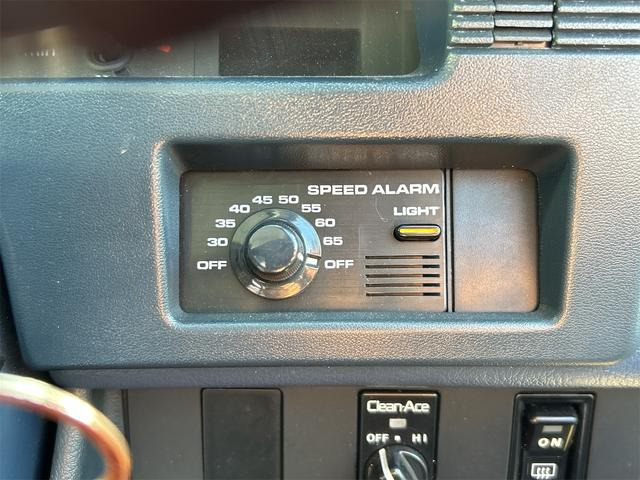 SPEED ALARM
LIGHT
45 50
40 55
35 60
30 65
OFF OFF
Clean-Ace
OFF HI
ON